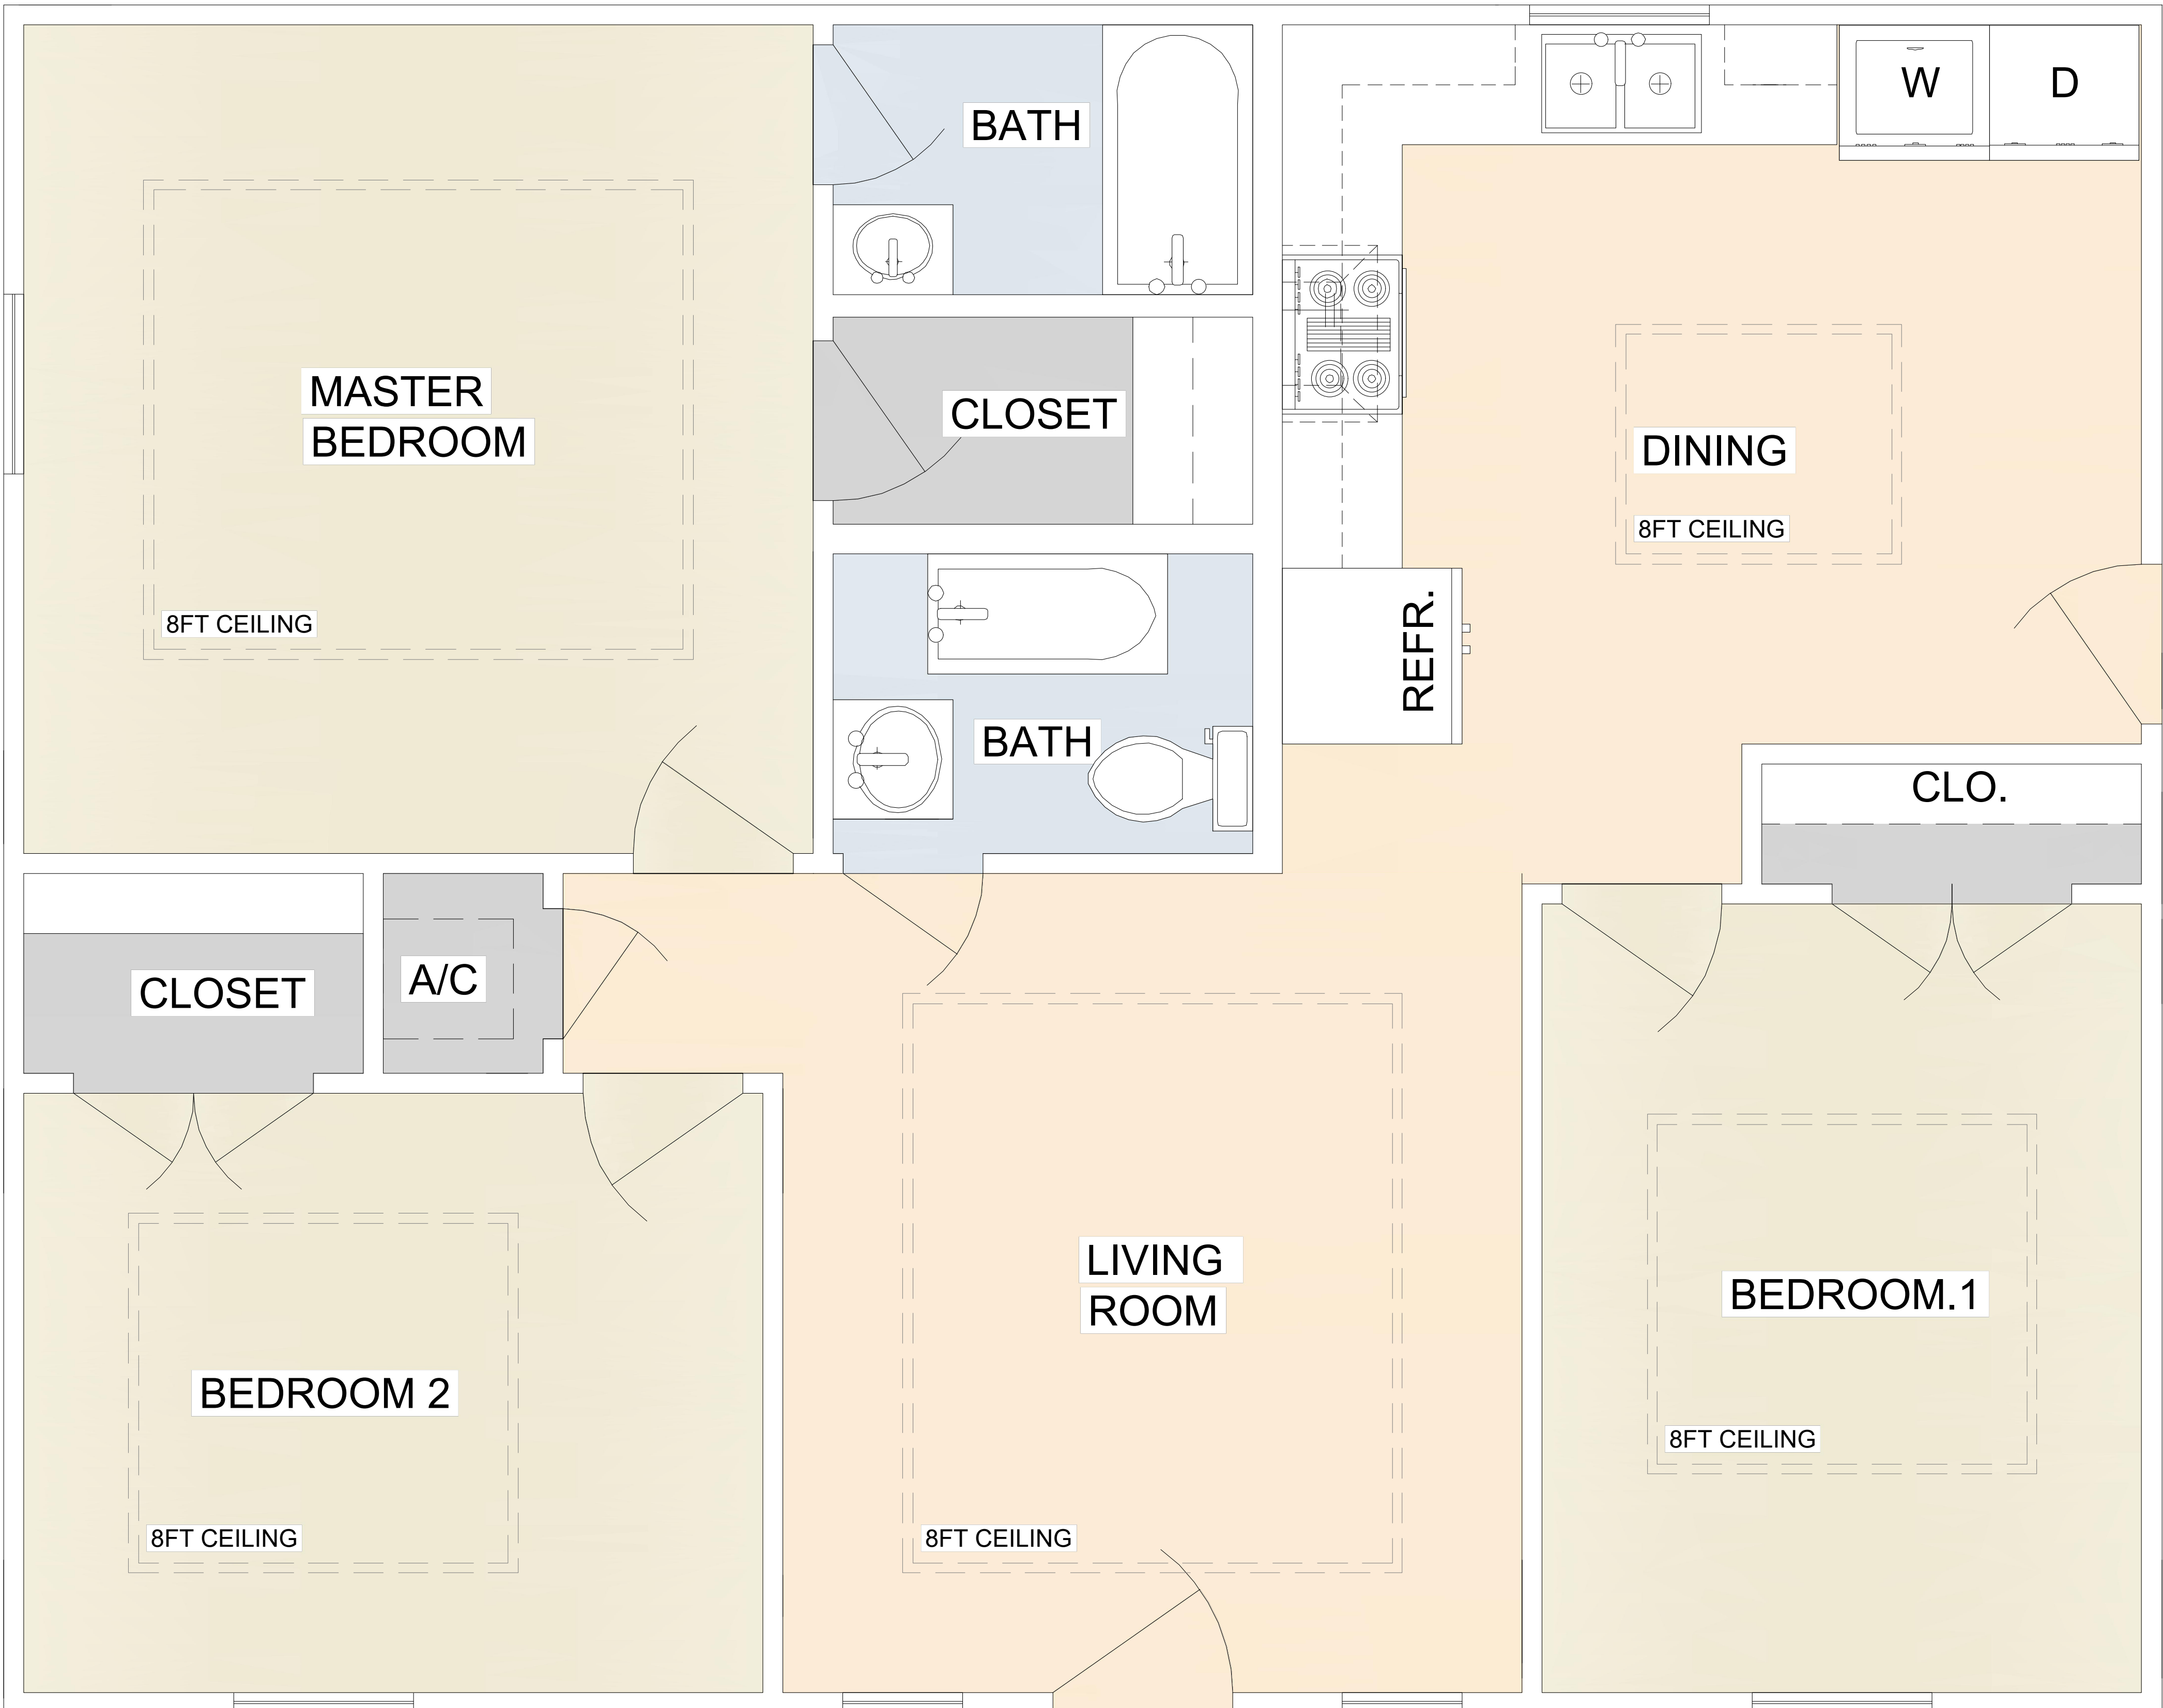 BATH
W
D
MASTER
BEDROOM
CLOSET
DINING
8FT CEILING
8FT CEILING
REFR.
BATH
CLO.
CLOSET
A/C
LIVING
ROOM
BEDROOM.1
BEDROOM 2
8FT CEILING
8FT CEILING
8FT CEILING